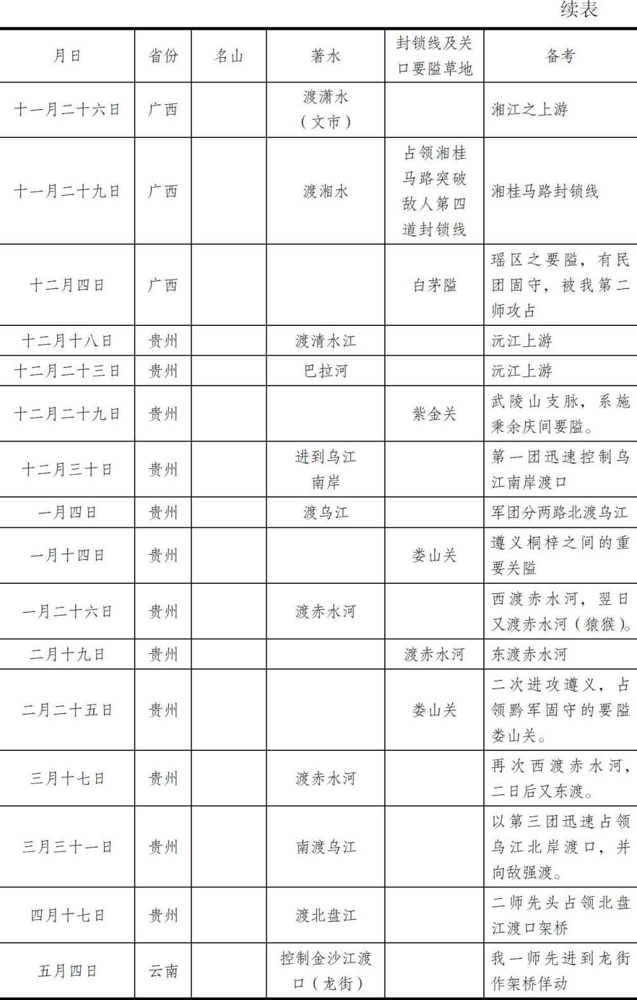 续表
月日 省份 名山 著水 封锁线及关
口要隘草地 备考
十一月二十六日 广西 渡潇水
（文市） 湘江之上游
十一月二十九日 广西 渡湘水 占领湘桂
马路突破
敌人第四
道封锁线 湘桂马路封锁线
十二月四日 广西 白茅隘 瑶区之要隘，有民
团固守，被我第二
师攻占
十二月十八日 贵州 渡清水江 沅江上游
十二月二十三日 贵州 巴拉河 沅江上游
十二月二十九日 贵州 紫金关 武陵山支脉，系施
秉余庆间要隘。
十二月三十日 贵州 进到乌江
南岸 第一团迅速控制乌
江南岸渡口
一月四日 贵州 渡乌江 军团分两路北渡乌江
一月十四日 贵州 娄山关 遵义桐梓之间的重
要关隘
一月二十六日 贵州 渡赤水河 西渡赤水河，翌日
又渡赤水河（猿猴）。
二月十九日 贵州 渡赤水河 东渡赤水河
二月二十五日 贵州 娄山关 二次进攻遵义，占
领黔军固守的要隘
娄山关。
三月十七日 贵州 渡赤水河 再次西渡赤水河，
二日后又东渡。
三月三十一日 贵州 南渡乌江 以第三团迅速占领
乌江北岸渡口，并
向敌强渡。
四月十七日 贵州 渡北盘江 二师先头占领北盘
江渡口架桥
五月四日 云南 控制金沙江渡
口（龙街） 我一师先进到龙街
作架桥佯动